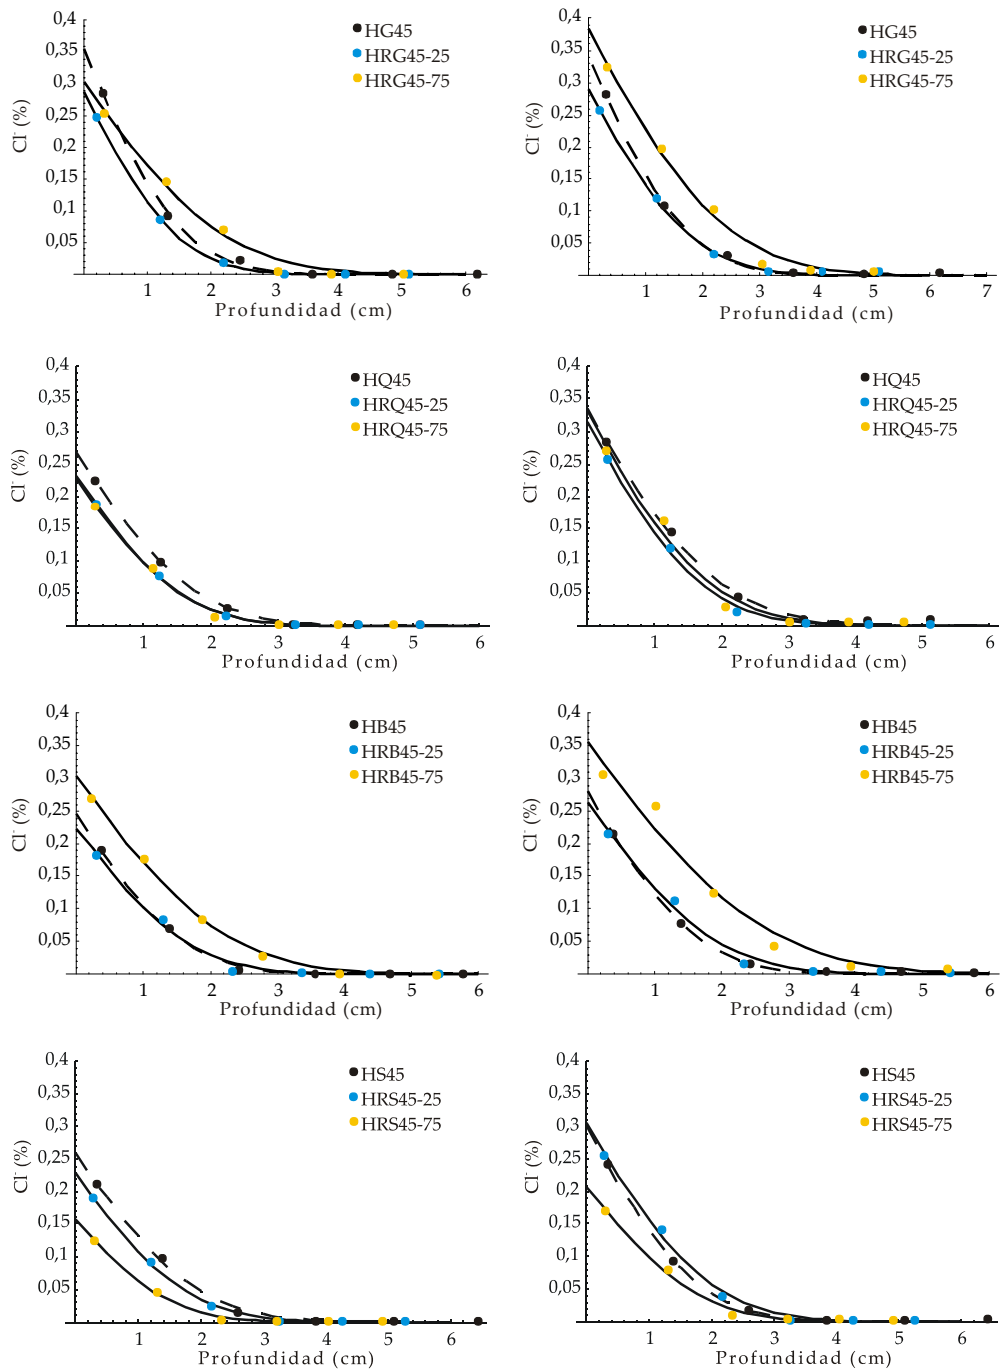 0,4
0,35
0,3
0,25
0,2
0,15
0,1
0,05
Cl⁻ (%)
HG45
HRG45-25
HRG45-75
1 2 3 4 5 6
Profundidad (cm)
0,4
0,35
0,3
0,25
0,2
0,15
0,1
0,05
Cl⁻ (%)
HG45
HRG45-25
HRG45-75
1 2 3 4 5 6 7
Profundidad (cm)
0,4
0,35
0,3
0,25
0,2
0,15
0,1
0,05
Cl⁻ (%)
HQ45
HRQ45-25
HRQ45-75
1 2 3 4 5 6
Profundidad (cm)
0,4
0,35
0,3
0,25
0,2
0,15
0,1
0,05
Cl⁻ (%)
HQ45
HRQ45-25
HRQ45-75
1 2 3 4 5 6
Profundidad (cm)
0,4
0,35
0,3
0,25
0,2
0,15
0,1
0,05
Cl⁻ (%)
HB45
HRB45-25
HRB45-75
1 2 3 4 5 6
Profundidad (cm)
0,4
0,35
0,3
0,25
0,2
0,15
0,1
0,05
Cl⁻ (%)
HB45
HRB45-25
HRB45-75
1 2 3 4 5 6
Profundidad (cm)
0,4
0,35
0,3
0,25
0,2
0,15
0,1
0,05
Cl⁻ (%)
HS45
HRS45-25
HRS45-75
1 2 3 4 5 6
Profundidad (cm)
0,4
0,35
0,3
0,25
0,2
0,15
0,1
0,05
Cl⁻ (%)
HS45
HRS45-25
HRS45-75
1 2 3 4 5 6
Profundidad (cm)